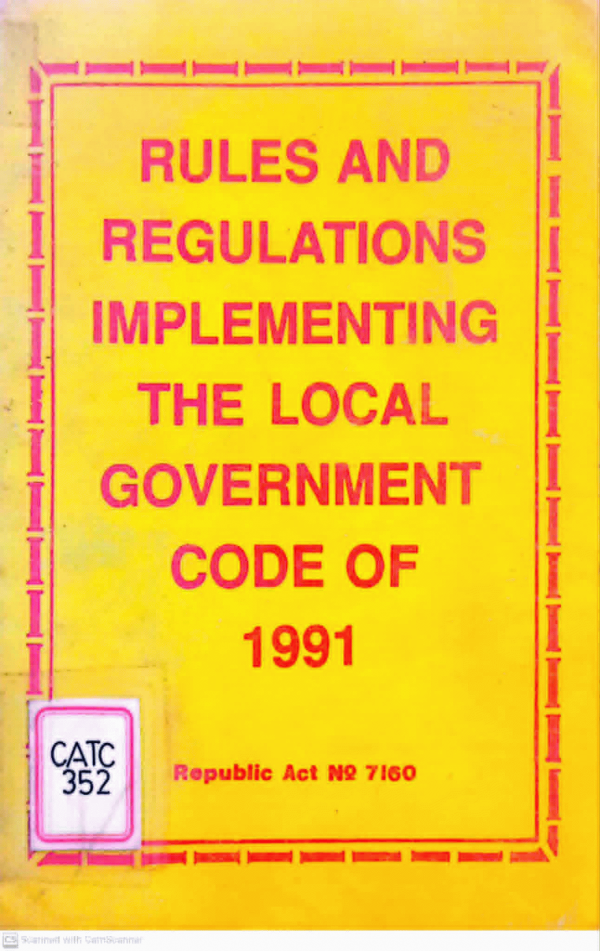 RULES AND
REGULATIONS
IMPLEMENTING
THE LOCAL
GOVERNMENT
CODE OF
1991
Republic Act № 7160
CATC
352
CS Scanned with CamScanner